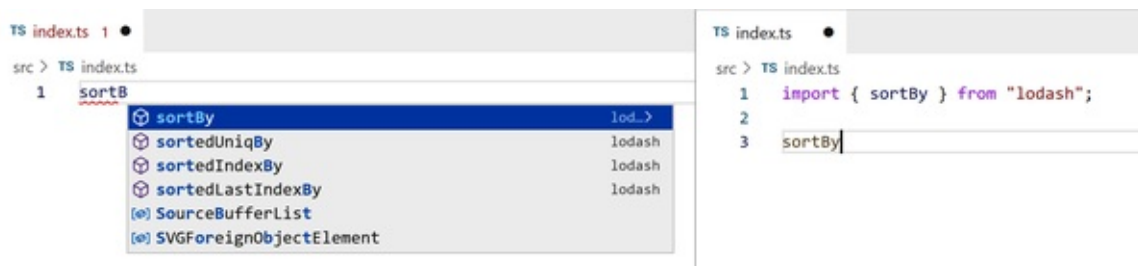 TS index.ts 1
src > TS index.ts
1 sortB
sortBy lod…>
sortedUniqBy lodash
sortedIndexBy lodash
sortedLastIndexBy lodash
SourceBufferList
SVGForeignObjectElement
TS index.ts
src > TS index.ts
1 import { sortBy } from "lodash";
2
3 sortBy